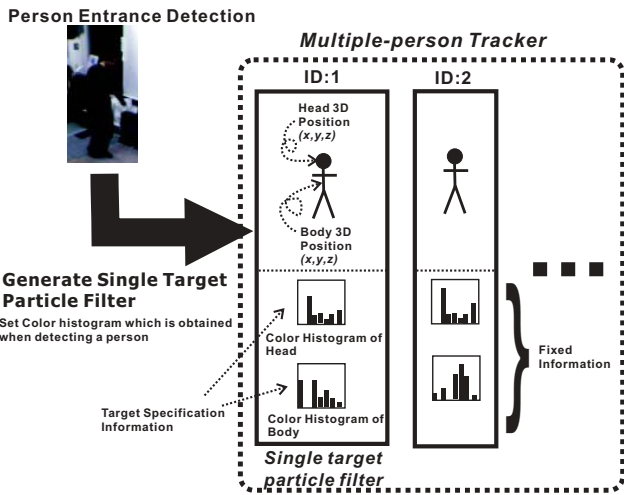 Person Entrance Detection
Multiple-person Tracker
ID:1
ID:2
Head 3D
Position
(x,y,z)
Body 3D
Position
(x,y,z)
Generate Single Target
Particle Filter
Set Color histogram which is obtained
when detecting a person
Color Histogram of
Head
Fixed
Information
Target Specification
Information
Color Histogram of
Body
Single target
particle filter